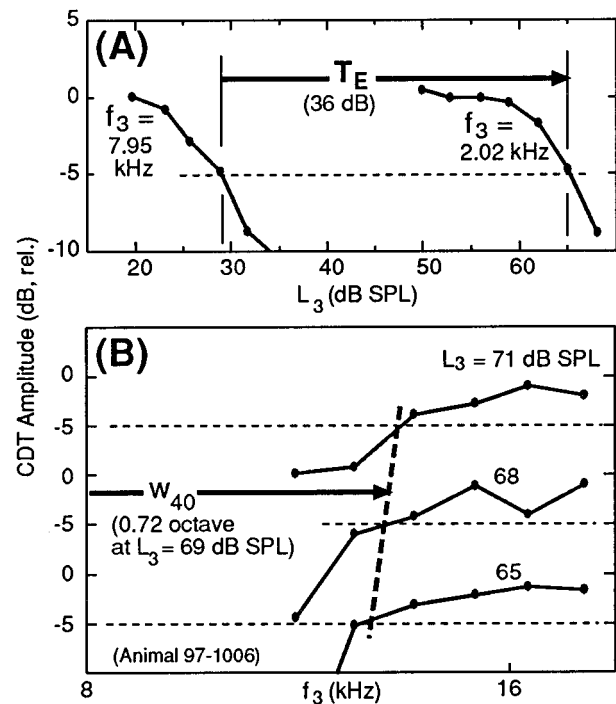 (A)
T_E
(36 dB)
0
f_3 =
7.95
kHz
f_3 =
2.02 kHz
-5
-10
20
30
40
50
60
L_3 (dB SPL)
CDT Amplitude (dB, rel.)
(B)
L_3 = 71 dB SPL
0
-5
0
68
W_40
(0.72 octave
at L_3 = 69 dB SPL)
-5
0
65
-5
(Animal 97-1006)
8
f_3 (kHz)
16